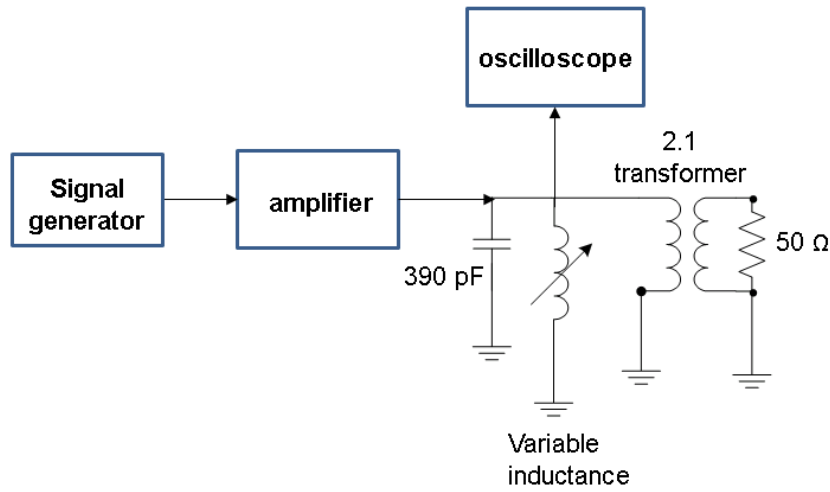 oscilloscope
2.1
transformer
Signal
generator
amplifier
50 Ω
390 pF
Variable
inductance